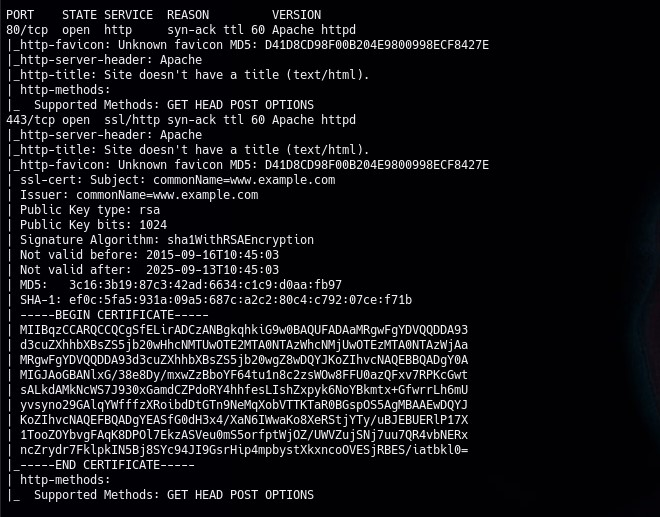 PORT    STATE SERVICE  REASON         VERSION
80/tcp  open  http     syn-ack ttl 60 Apache httpd
|_http-favicon: Unknown favicon MD5: D41D8CD98F00B204E9800998ECF8427E
|_http-server-header: Apache
|_http-title: Site doesn't have a title (text/html).
| http-methods:
|_  Supported Methods: GET HEAD POST OPTIONS
443/tcp open  ssl/http syn-ack ttl 60 Apache httpd
|_http-server-header: Apache
|_http-title: Site doesn't have a title (text/html).
|_http-favicon: Unknown favicon MD5: D41D8CD98F00B204E9800998ECF8427E
| ssl-cert: Subject: commonName=www.example.com
| Issuer: commonName=www.example.com
| Public Key type: rsa
| Public Key bits: 1024
| Signature Algorithm: sha1WithRSAEncryption
| Not valid before: 2015-09-16T10:45:03
| Not valid after:  2025-09-13T10:45:03
| MD5:   3c16:3b19:87c3:42ad:6634:c1c9:d0aa:fb97
| SHA-1: ef0c:5fa5:931a:09a5:687c:a2c2:80c4:c792:07ce:f71b
| -----BEGIN CERTIFICATE-----
| MIIBqzCCARQCCQCgSfELirADCzANBgkqhkiG9w0BAQUFADAaMRgwFgYDVQQDDA93
| d3cuZXhhbXBsZS5jb20wHhcNMTUwOTE2MTA0NTAzWhcNMjUwOTEzMTA0NTAzWjAa
| MRgwFgYDVQQDDA93d3cuZXhhbXBsZS5jb20wgZ8wDQYJKoZIhvcNAQEBBQADgY0A
| MIGJAoGBANlxG/38e8Dy/mxwZzBboYF64tu1n8c2zsWOw8FFU0azQFxv7RPKcGwt
| sALkdAMkNcWS7J930xGamdCZPdoRY4hhfesLIshZxpyk6NoYBkmtx+GfwrrLh6mU
| yvsyno29GAlqYWfffzXRoibdDtGTn9NeMqXobVTTKTaR0BGspOS5AgMBAAEwDQYJ
| KoZIhvcNAQEFBQADgYEASfG0dH3x4/XaN6IWwaKo8XeRStjYTy/uBJEBUERlP17X
| 1TooZOYbvgFAqK8DPOl7EkzASVeu0mS5orfptWjOZ/UWVZujSNj7uu7QR4vbNERx
| ncZrydr7FklpkIN5Bj8SYc94JI9GsrHip4mpbystXkxncoOVESjRBES/iatbkl0=
|_-----END CERTIFICATE-----
| http-methods:
|_  Supported Methods: GET HEAD POST OPTIONS